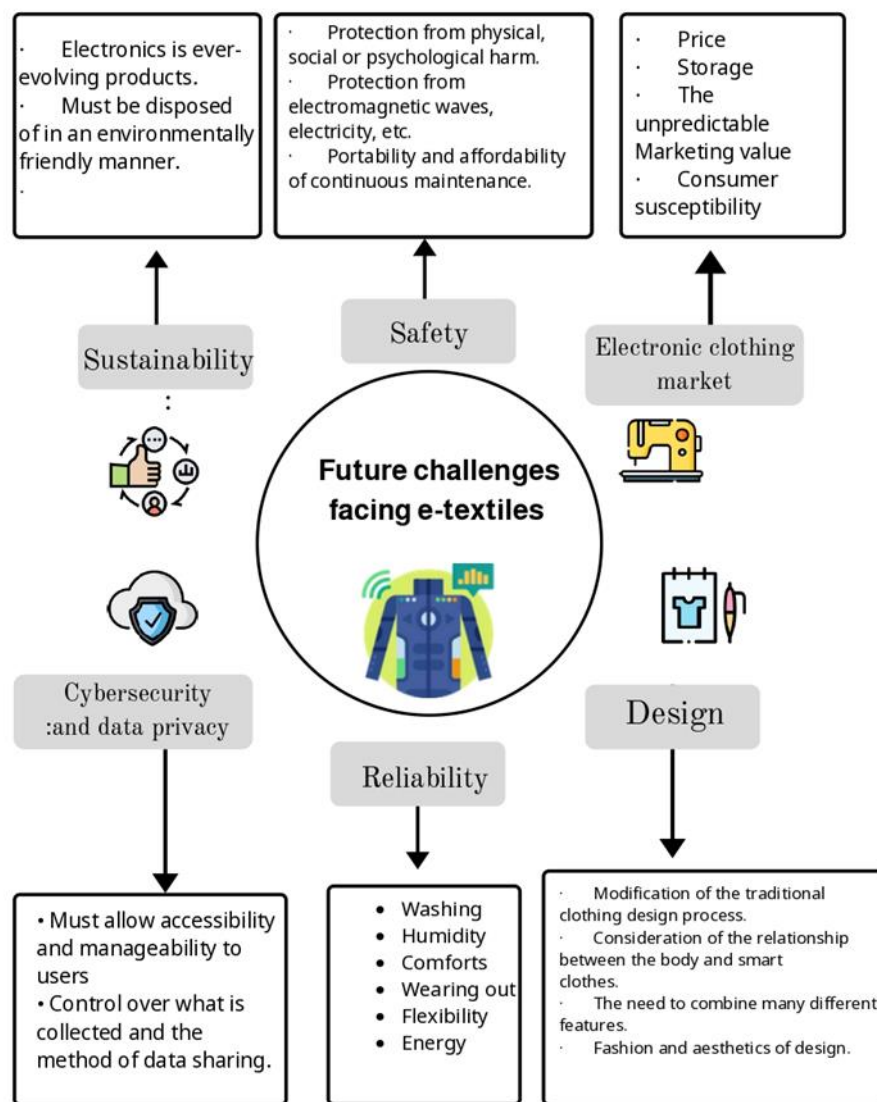 · Electronics is ever-
evolving products.
· Must be disposed
of in an environmentally
friendly manner.
·
· Protection from physical,
social or psychological harm.
· Protection from
electromagnetic waves,
electricity, etc.
· Portability and affordability
of continuous maintenance.
· Price
· Storage
· The
unpredictable
Marketing value
· Consumer
susceptibility
Sustainability
:
Safety
Electronic clothing
market
Future challenges
facing e-textiles
Cybersecurity
:and data privacy
Reliability
Design
• Must allow accessibility
and manageability to
users
• Control over what is
collected and the
method of data sharing.
• Washing
• Humidity
• Comforts
• Wearing out
• Flexibility
• Energy
· Modification of the traditional
clothing design process.
· Consideration of the relationship
between the body and smart
clothes.
· The need to combine many different
features.
· Fashion and aesthetics of design.